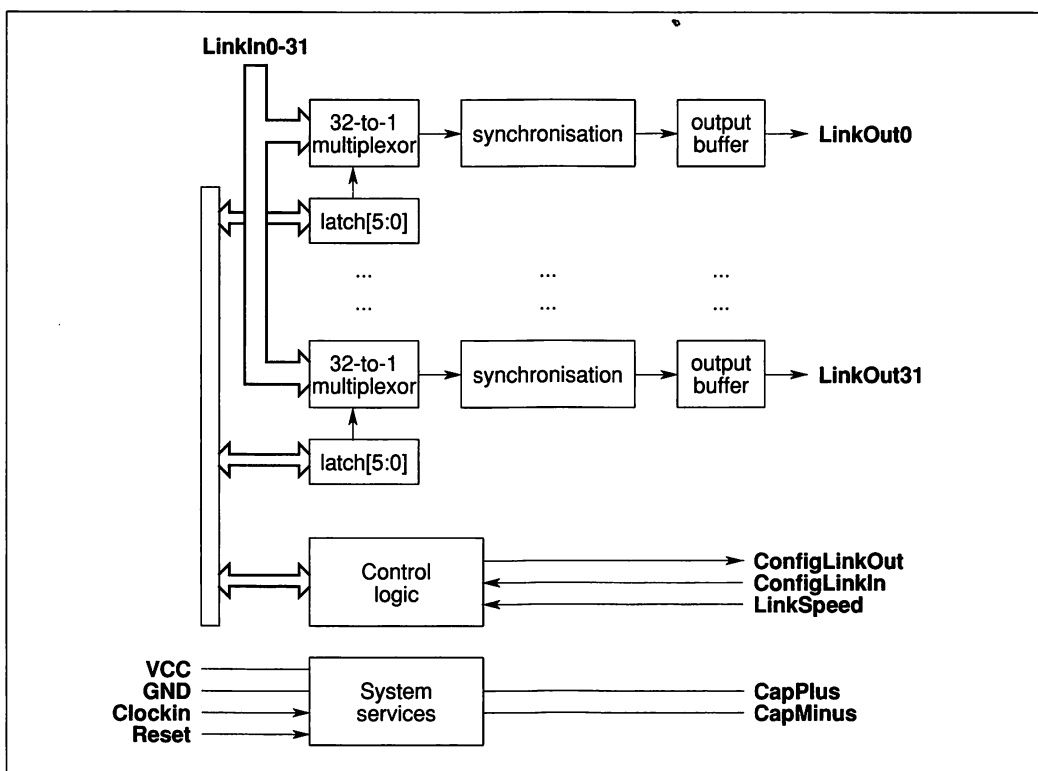 LinkIn0-31
32-to-1
multiplexor
synchronisation
output
buffer
LinkOut0
latch[5:0]
... ... ...
... ... ...
32-to-1
multiplexor
synchronisation
output
buffer
LinkOut31
latch[5:0]
Control
logic
ConfigLinkOut
ConfigLinkIn
LinkSpeed
VCC
GND
Clockin
Reset
System
services
CapPlus
CapMinus